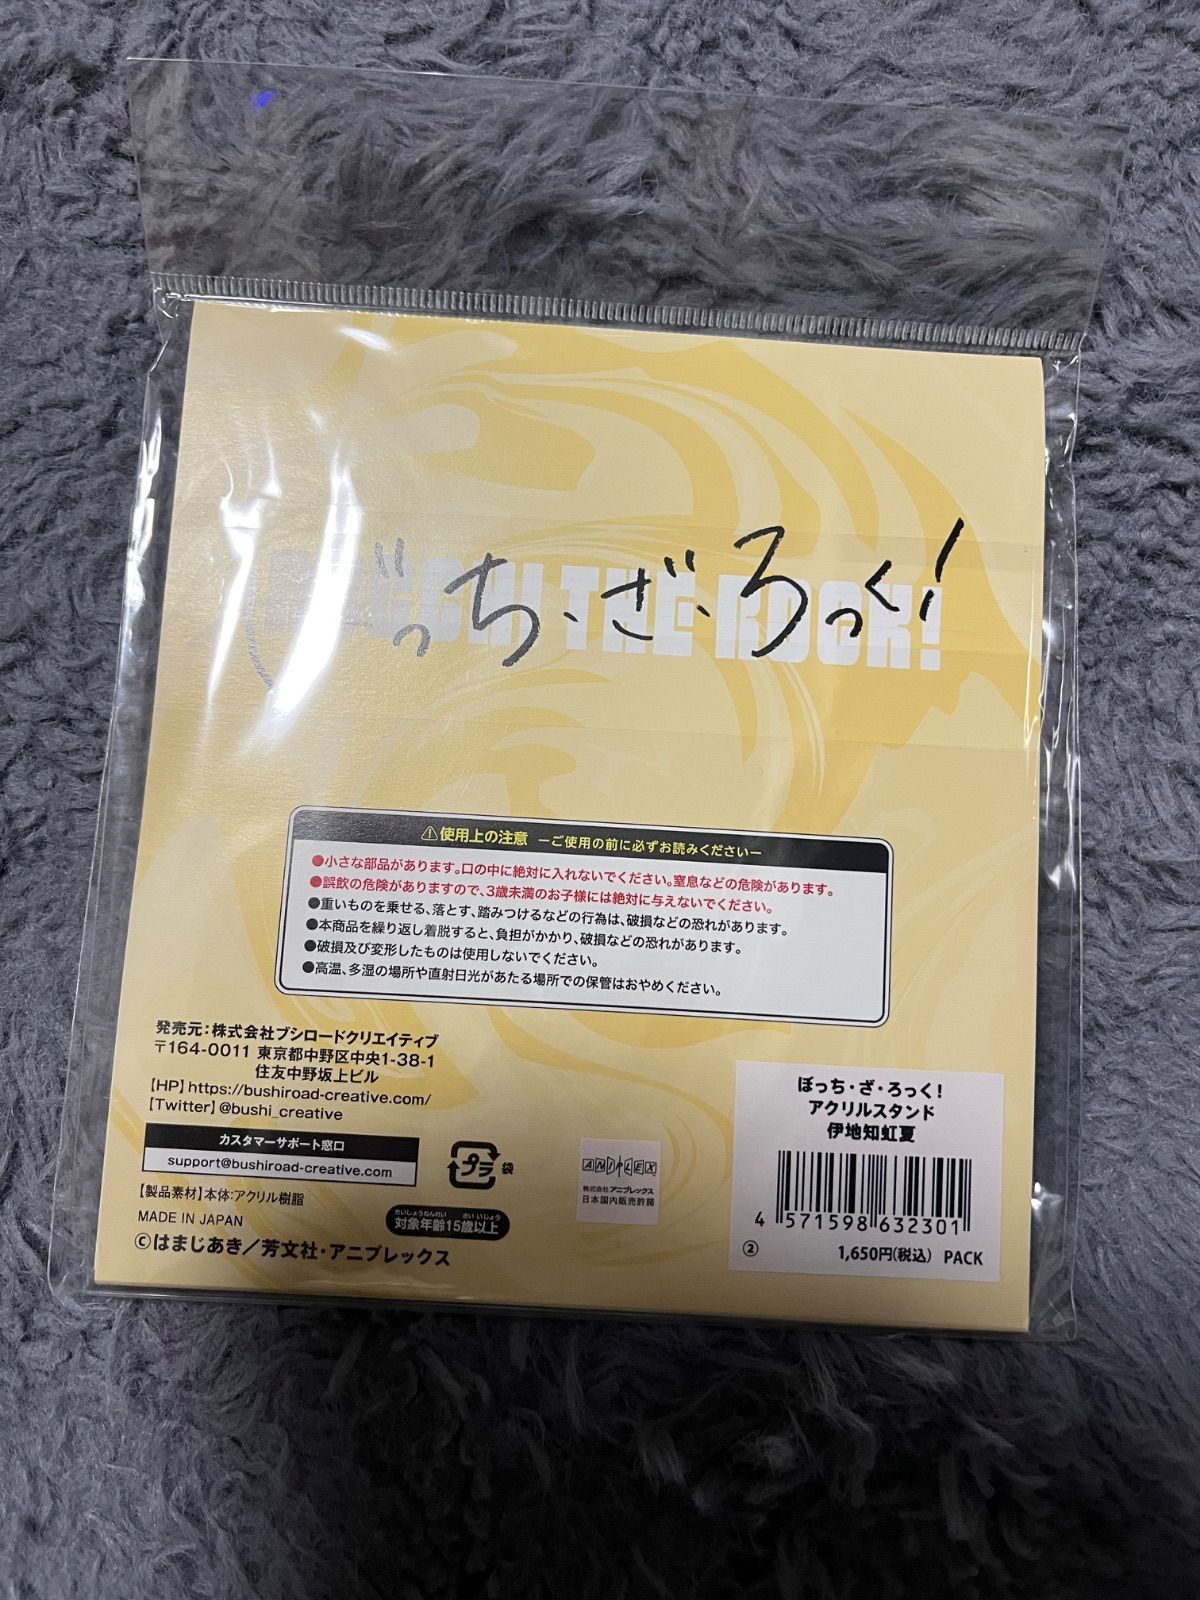 ぼっち・ざ・ろっく!
BOCCHI THE ROCK!
⚠使用上の注意 ーご使用の前に必ずお読みくださいー
●小さな部品があります。口の中に絶対に入れないでください。窒息などの危険があります。
●誤飲の危険がありますので、3歳未満のお子様には絶対に与えないでください。
●重いものを乗せる、落とす、踏みつけるなどの行為は、破損などの恐れがあります。
●本商品を繰り返し着脱すると、負担がかかり、破損などの恐れがあります。
●破損及び変形したものは使用しないでください。
●高温、多湿の場所や直射日光があたる場所での保管はおやめください。
発売元:株式会社ブシロードクリエイティブ
〒164-0011 東京都中野区中央1-38-1
住友中野坂上ビル
【HP】https://bushiroad-creative.com/
【Twitter】@bushi_creative
カスタマーサポート窓口
support@bushiroad-creative.com
プラ 袋
【製品素材】本体:アクリル樹脂
MADE IN JAPAN
たいしょうねんれい さい いじょう
対象年齢15歳以上
©はまじあき/芳文社・アニプレックス
ANIPLEX
株式会社アニプレックス
日本国内販売許諾
ぼっち・ざ・ろっく!
アクリルスタンド
伊地知虹夏
4 571598 632301
② 1,650円(税込) PACK